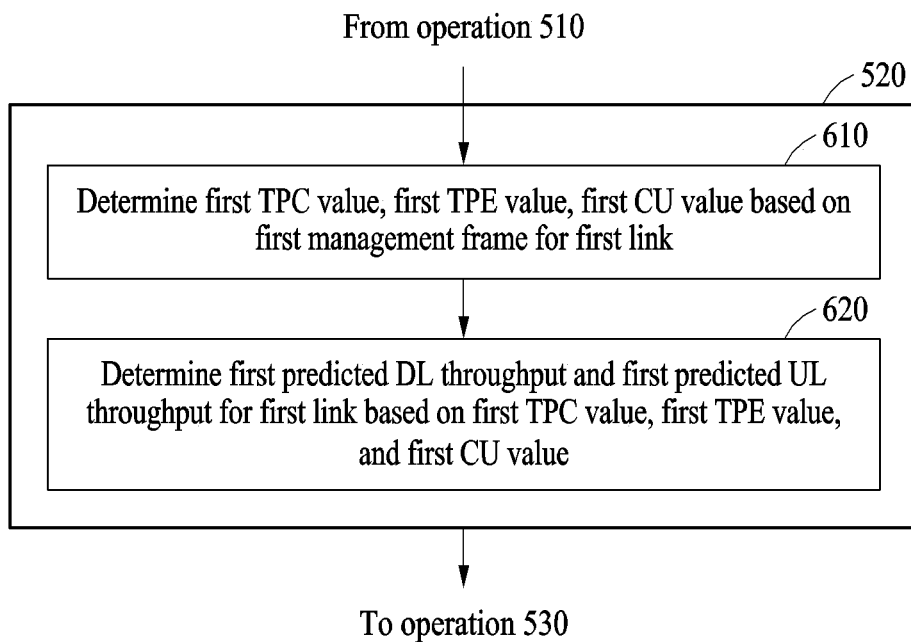 From operation 510
520
610
Determine first TPC value, first TPE value, first CU value based on
first management frame for first link
620
Determine first predicted DL throughput and first predicted UL
throughput for first link based on first TPC value, first TPE value,
and first CU value
To operation 530